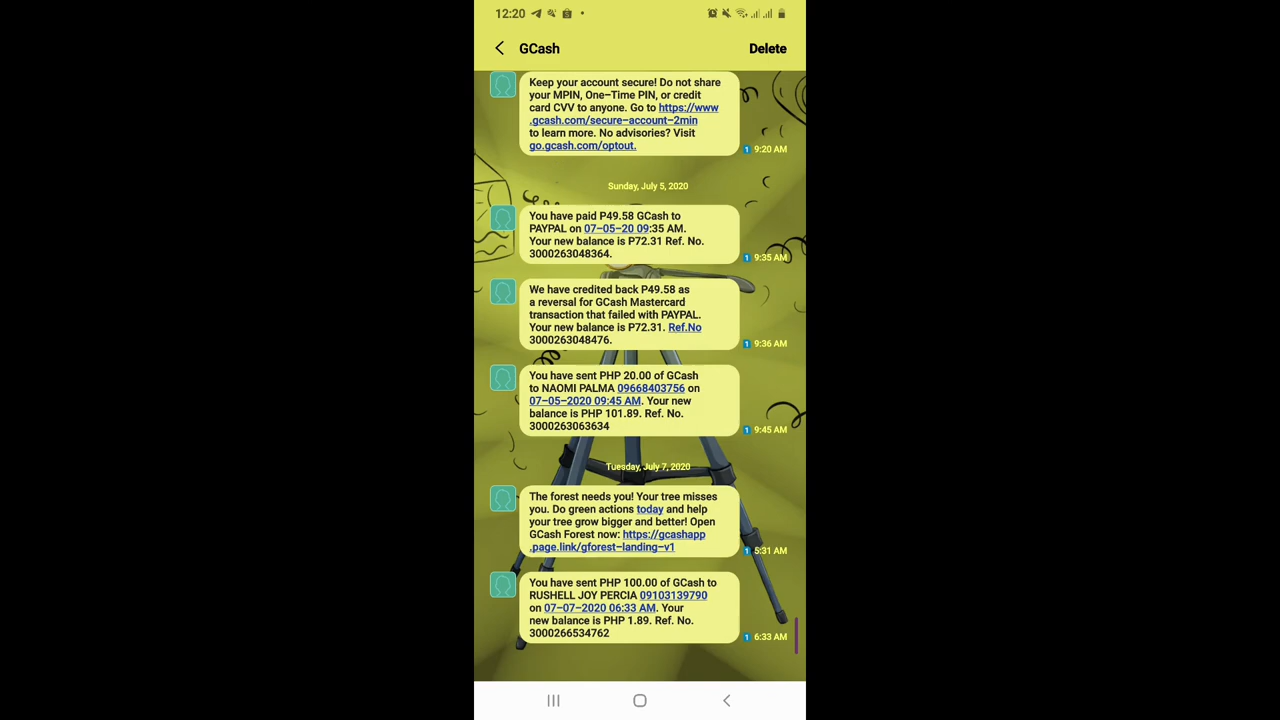 12:20
GCash
Delete
Keep your account secure! Do not share
your MPIN, One-Time PIN, or credit
card CVV to anyone. Go to https://www
.gcash.com/secure-account-2min
to learn more. No advisories? Visit
go.gcash.com/optout.
1 9:20 AM
Sunday, July 5, 2020
You have paid P49.58 GCash to
PAYPAL on 07-05-20 09:35 AM.
Your new balance is P72.31 Ref. No.
3000263048364.
1 9:35 AM
We have credited back P49.58 as
a reversal for GCash Mastercard
transaction that failed with PAYPAL.
Your new balance is P72.31. Ref.No
3000263048476.
1 9:36 AM
You have sent PHP 20.00 of GCash
to NAOMI PALMA 09668403756 on
07-05-2020 09:45 AM. Your new
balance is PHP 101.89. Ref. No.
3000263063634
1 9:45 AM
Tuesday, July 7, 2020
The forest needs you! Your tree misses
you. Do green actions today and help
your tree grow bigger and better! Open
GCash Forest now: https://gcashapp
.page.link/gforest-landing-v1
1 5:31 AM
You have sent PHP 100.00 of GCash to
RUSHELL JOY PERCIA 09103139790
on 07-07-2020 06:33 AM. Your
new balance is PHP 1.89. Ref. No.
3000266534762
1 6:33 AM